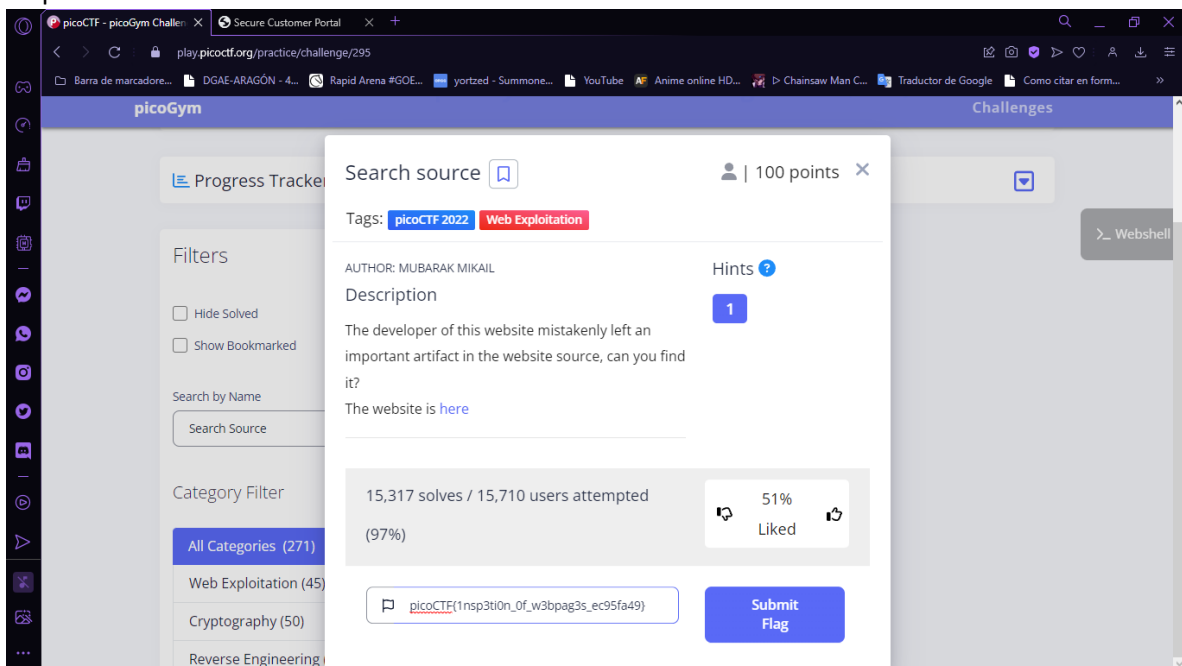 picoCTF - picoGym Challen
Secure Customer Portal
play.picoctf.org/practice/challenge/295
Barra de marcadore...
DGAE-ARAGÓN - 4...
Rapid Arena #GOE...
yortzed - Summone...
YouTube
Anime online HD...
▷ Chainsaw Man C...
Traductor de Google
Como citar en form...
picoGym
Challenges
Progress Tracker
Search source
| 100 points
Tags: picoCTF 2022 Web Exploitation
>_ Webshell
Filters
Hide Solved
Show Bookmarked
Search by Name
Search Source
Category Filter
All Categories (271)
Web Exploitation (45)
Cryptography (50)
Reverse Engineering
AUTHOR: MUBARAK MIKAIL
Description
The developer of this website mistakenly left an
important artifact in the website source, can you find
it?
The website is here
Hints ?
1
15,317 solves / 15,710 users attempted
(97%)
51%
Liked
picoCTF{1nsp3ti0n_0f_w3bpag3s_ec95fa49}
Submit
Flag